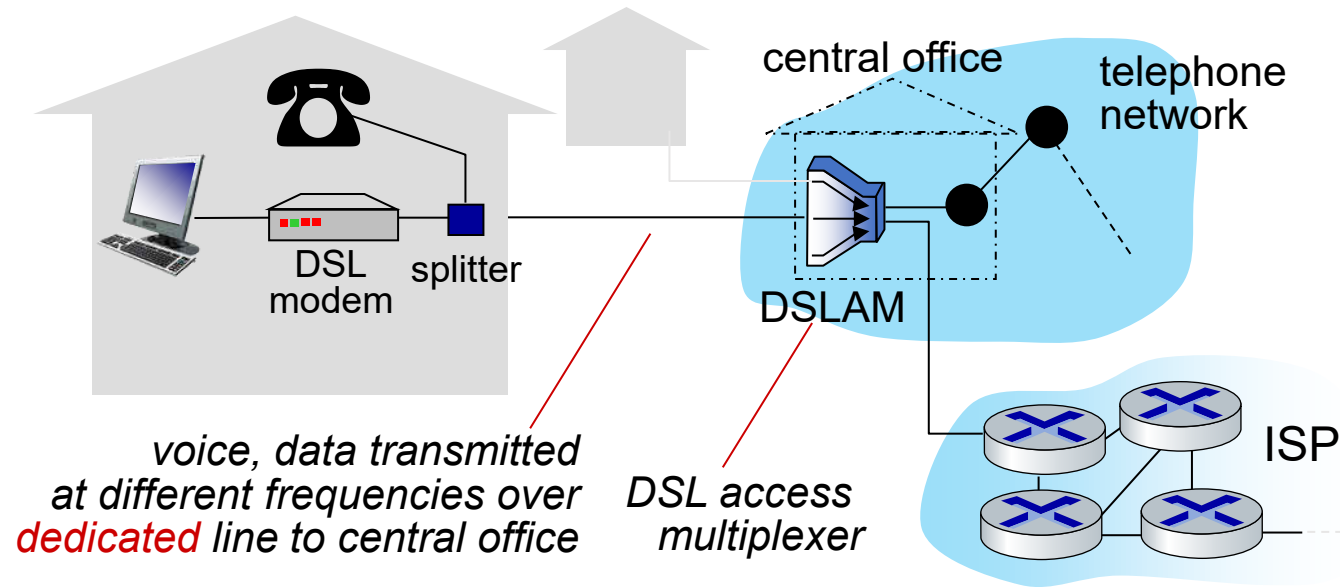 central office
telephone
network
DSL
modem
splitter
DSLAM
voice, data transmitted
at different frequencies over
dedicated line to central office
DSL access
multiplexer
ISP